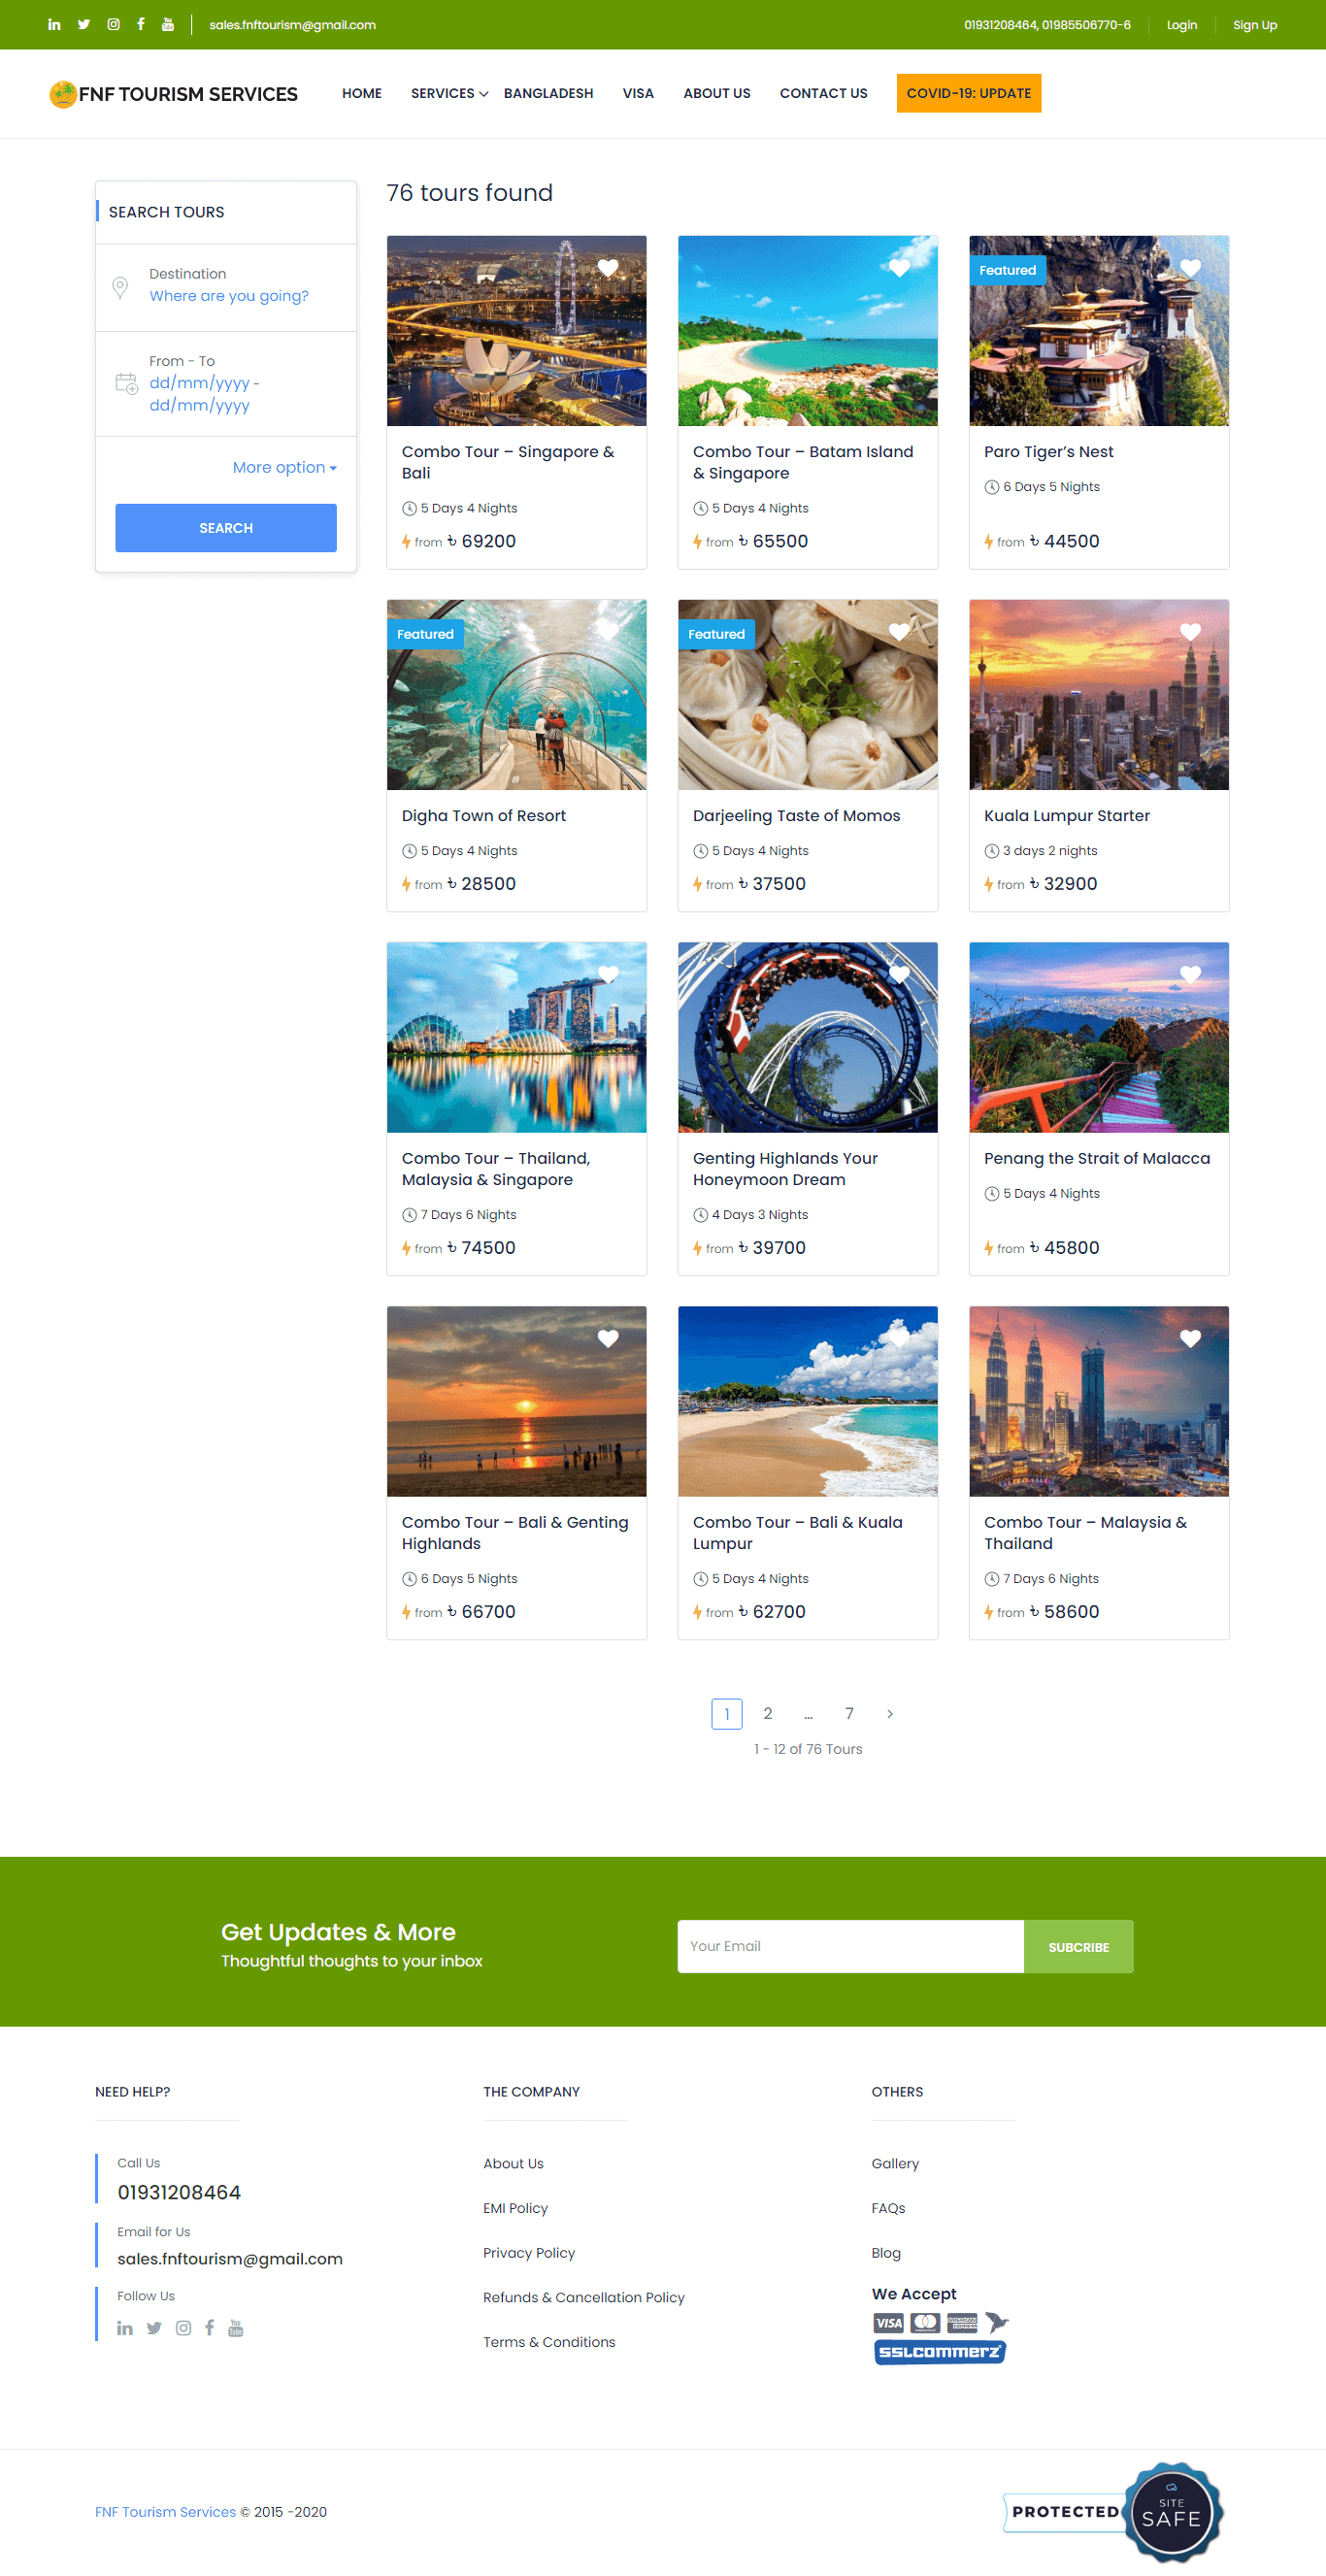 sales.fnftourism@gmail.com
01931208464, 01985506770-6
Login
Sign Up
FNF TOURISM SERVICES
HOME
SERVICES
BANGLADESH
VISA
ABOUT US
CONTACT US
COVID-19: UPDATE
SEARCH TOURS
Destination
Where are you going?
From - To
dd/mm/yyyy -
dd/mm/yyyy
More option
SEARCH
76 tours found
Combo Tour – Singapore &
Bali
5 Days 4 Nights
from ৳ 69200
Combo Tour – Batam Island
& Singapore
5 Days 4 Nights
from ৳ 65500
Featured
Paro Tiger’s Nest
6 Days 5 Nights
from ৳ 44500
Featured
Digha Town of Resort
5 Days 4 Nights
from ৳ 28500
Featured
Darjeeling Taste of Momos
5 Days 4 Nights
from ৳ 37500
Kuala Lumpur Starter
3 days 2 nights
from ৳ 32900
Combo Tour – Thailand,
Malaysia & Singapore
7 Days 6 Nights
from ৳ 74500
Genting Highlands Your
Honeymoon Dream
4 Days 3 Nights
from ৳ 39700
Penang the Strait of Malacca
5 Days 4 Nights
from ৳ 45800
Combo Tour – Bali & Genting
Highlands
6 Days 5 Nights
from ৳ 66700
Combo Tour – Bali & Kuala
Lumpur
5 Days 4 Nights
from ৳ 62700
Combo Tour – Malaysia &
Thailand
7 Days 6 Nights
from ৳ 58600
1 2 ... 7
1 - 12 of 76 Tours
Get Updates & More
Thoughtful thoughts to your inbox
Your Email
SUBCRIBE
NEED HELP?
Call Us
01931208464
Email for Us
sales.fnftourism@gmail.com
Follow Us
THE COMPANY
About Us
EMI Policy
Privacy Policy
Refunds & Cancellation Policy
Terms & Conditions
OTHERS
Gallery
FAQs
Blog
We Accept
VISA
SSLCOMMERZ
FNF Tourism Services © 2015 -2020
PROTECTED
SITE
SAFE